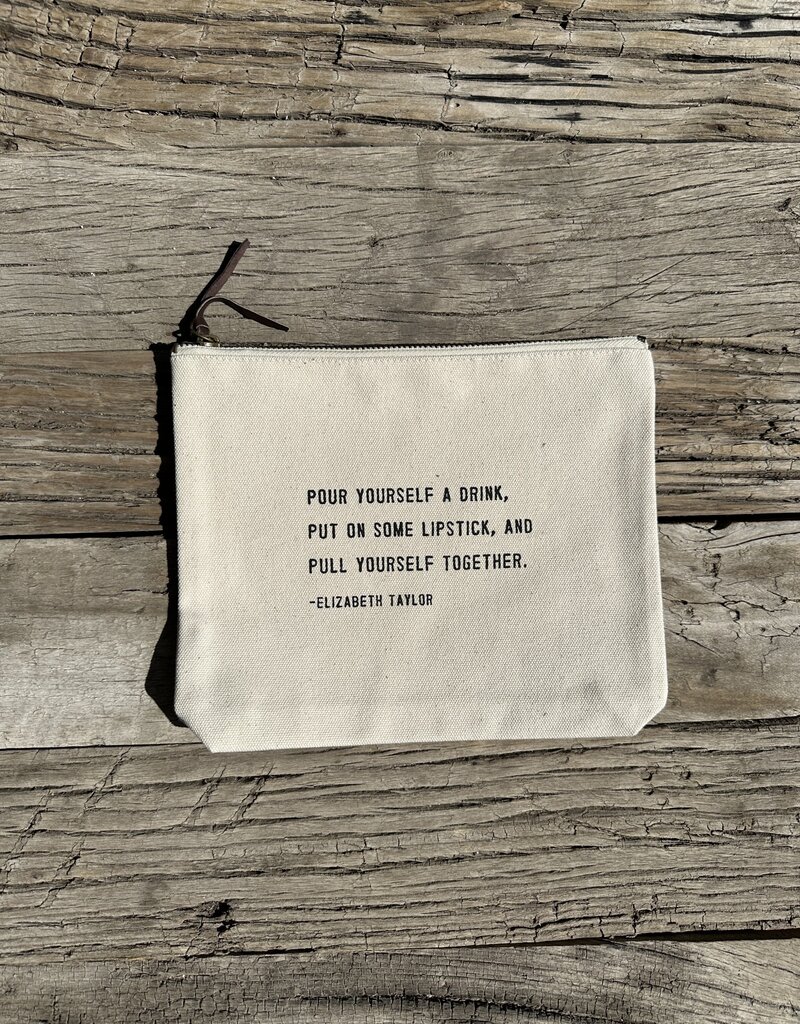 POUR YOURSELF A DRINK,
PUT ON SOME LIPSTICK, AND
PULL YOURSELF TOGETHER.
-ELIZABETH TAYLOR